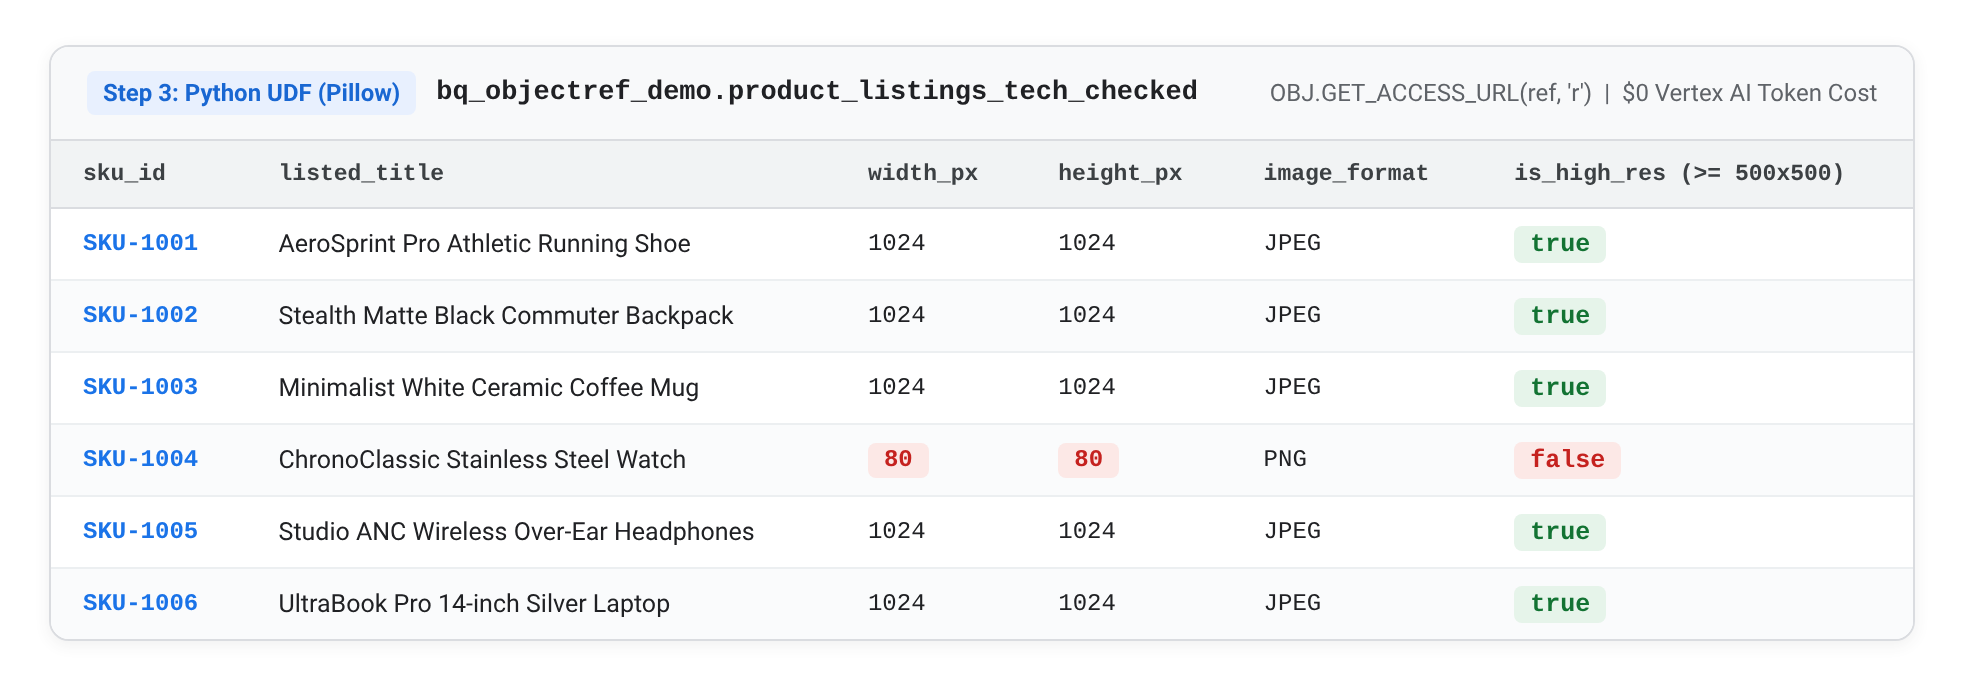 Step 3: Python UDF (Pillow) bq_objectref_demo.product_listings_tech_checked OBJ.GET_ACCESS_URL(ref, 'r') | $0 Vertex AI Token Cost
sku_id listed_title width_px height_px image_format is_high_res (>= 500x500)
SKU-1001 AeroSprint Pro Athletic Running Shoe 1024 1024 JPEG true
SKU-1002 Stealth Matte Black Commuter Backpack 1024 1024 JPEG true
SKU-1003 Minimalist White Ceramic Coffee Mug 1024 1024 JPEG true
SKU-1004 ChronoClassic Stainless Steel Watch 80 80 PNG false
SKU-1005 Studio ANC Wireless Over-Ear Headphones 1024 1024 JPEG true
SKU-1006 UltraBook Pro 14-inch Silver Laptop 1024 1024 JPEG true